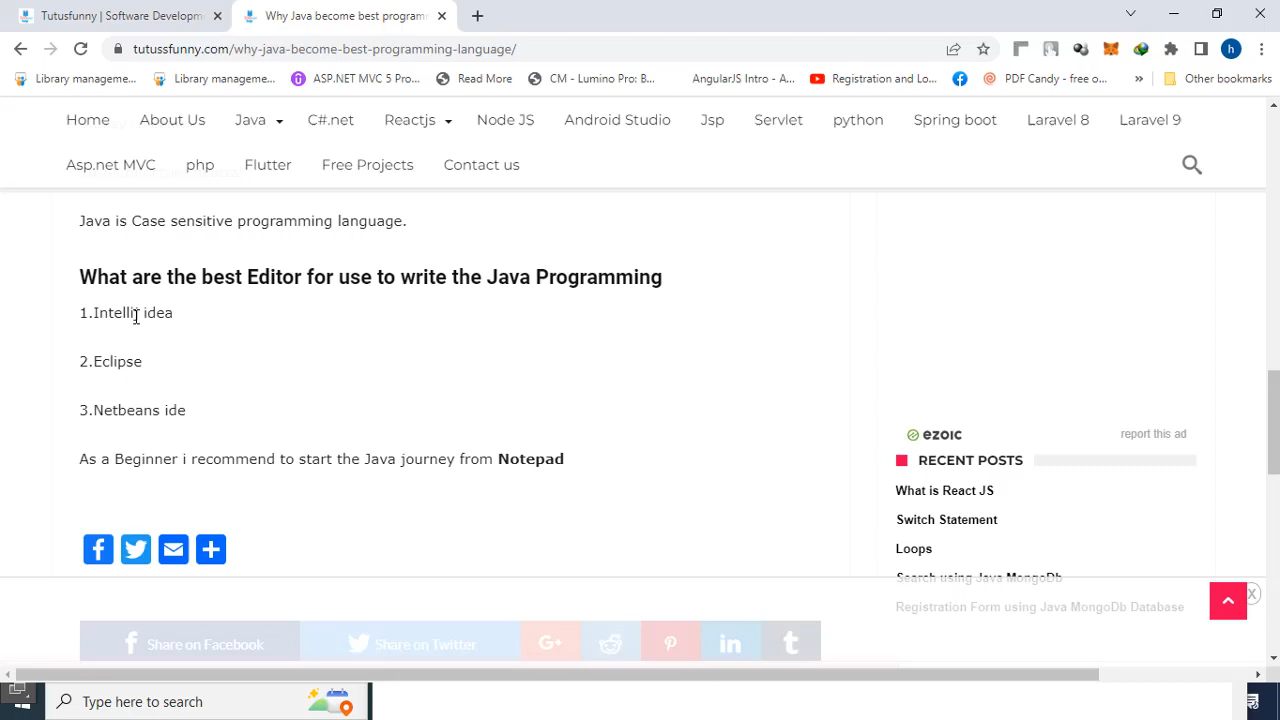 Tutusfunny | Software Developm
Why Java become best programm
tutussfunny.com/why-java-become-best-programming-language/
h
Library manageme...
Library manageme...
ASP.NET MVC 5 Pro...
Read More
CM - Lumino Pro: B...
AngularJS Intro - A...
Registration and Lo...
PDF Candy - free o...
»
Other bookmarks
Home
About Us
Java
C#.net
Reactjs
Node JS
Android Studio
Jsp
Servlet
python
Spring boot
Laravel 8
Laravel 9
Asp.net MVC
php
Flutter
Free Projects
Contact us
Java is Case sensitive programming language.
What are the best Editor for use to write the Java Programming
1. idea
2.Eclipse
3.Netbeans ide
As a Beginner i recommend to start the Java journey from Notepad
ezoic
report this ad
RECENT POSTS
What is React JS
Switch Statement
Loops
Search using Java MongoDb
Registration Form using Java MongoDb Database
X
Share on Facebook
Share on Twitter
G+
in
t
Type here to search